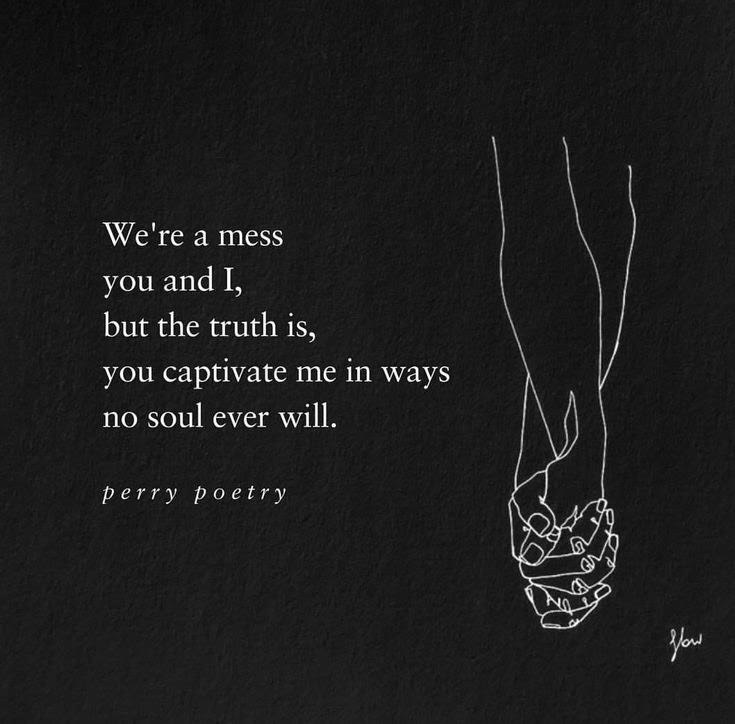 We're a mess
you and I,
but the truth is,
you captivate me in ways
no soul ever will.
perry poetry